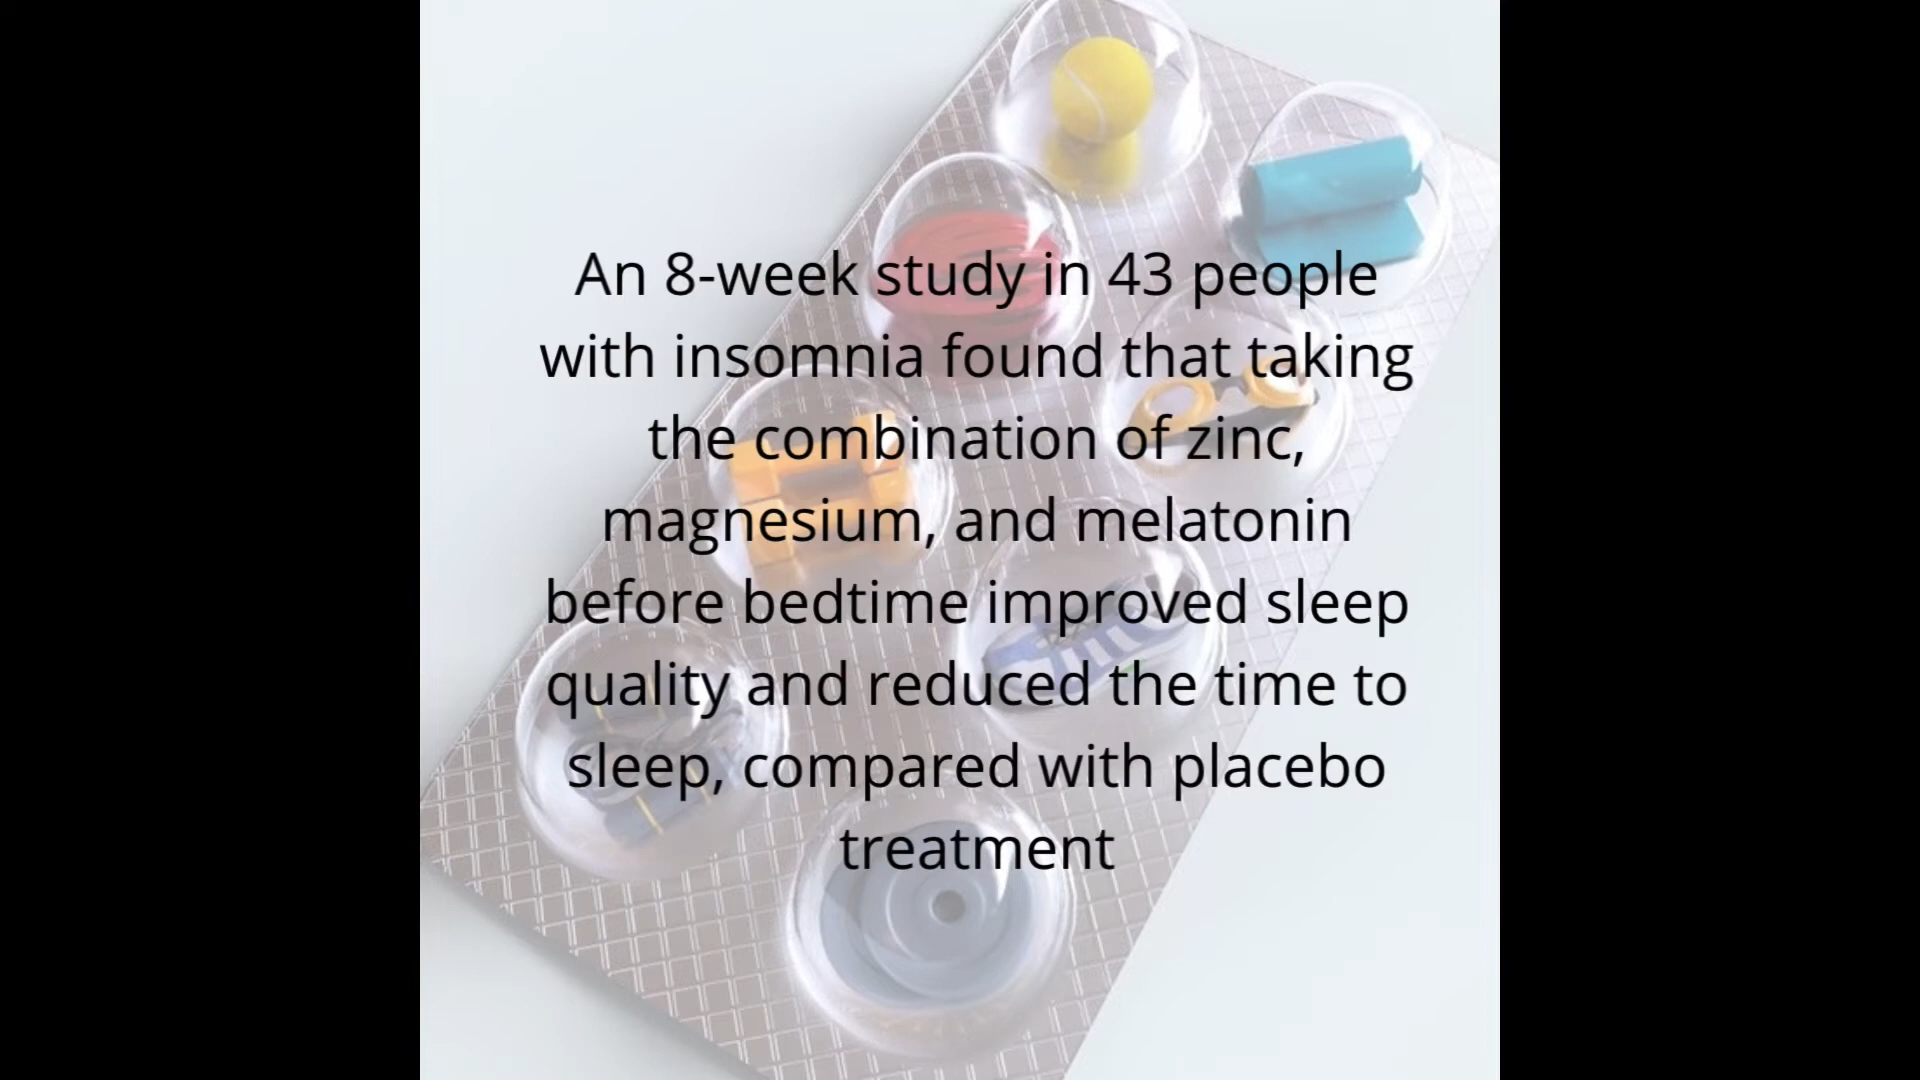 An 8-week study in 43 people
with insomnia found that taking
the combination of zinc,
magnesium, and melatonin
before bedtime improved sleep
quality and reduced the time to
sleep, compared with placebo
treatment